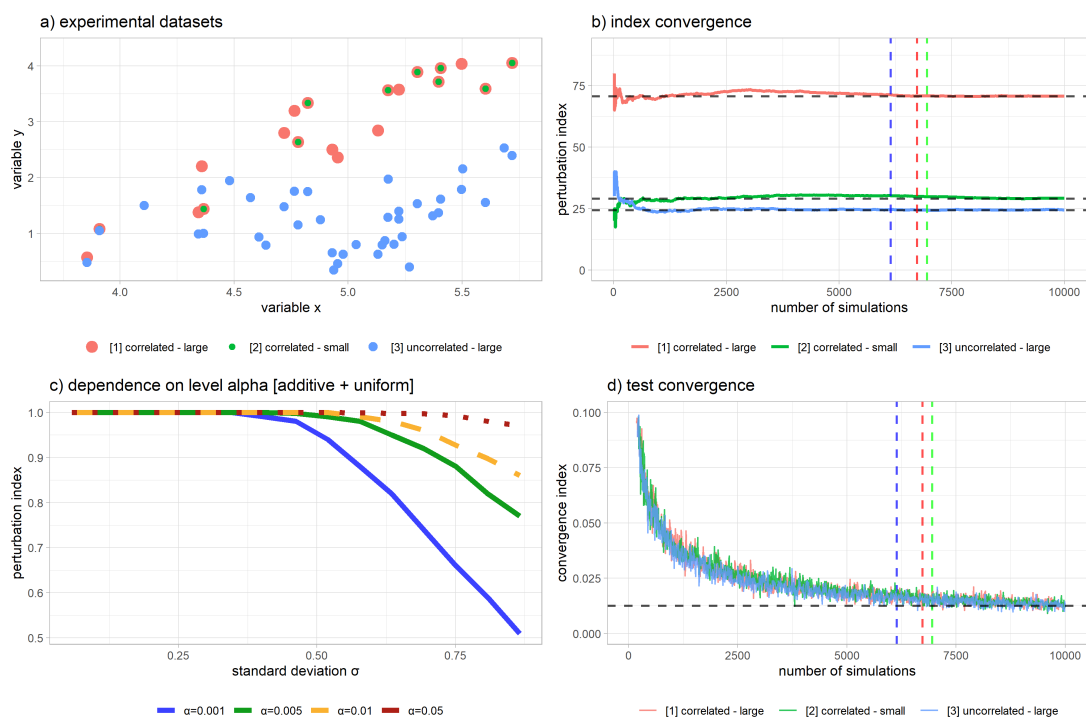 a) experimental datasets
variable y
4
3
2
1
4.0 4.5 5.0 5.5
variable x
[1] correlated - large [2] correlated - small [3] uncorrelated - large
b) index convergence
perturbation index
75
50
25
0
0 2500 5000 7500 10000
number of simulations
[1] correlated - large [2] correlated - small [3] uncorrelated - large
c) dependence on level alpha [additive + uniform]
perturbation index
1.0
0.9
0.8
0.7
0.6
0.5
0.25 0.50 0.75
standard deviation σ
α=0.001 α=0.005 α=0.01 α=0.05
d) test convergence
convergence index
0.100
0.075
0.050
0.025
0.000
0 2500 5000 7500 10000
number of simulations
[1] correlated - large [2] correlated - small [3] uncorrelated - large